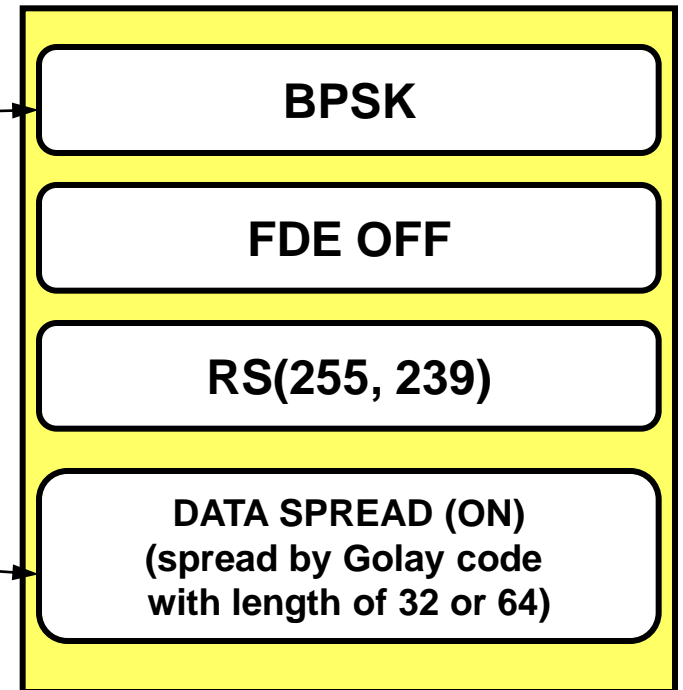 BPSK
FDE OFF
RS(255, 239)
DATA SPREAD (ON)
(spread by Golay code
with length of 32 or 64)